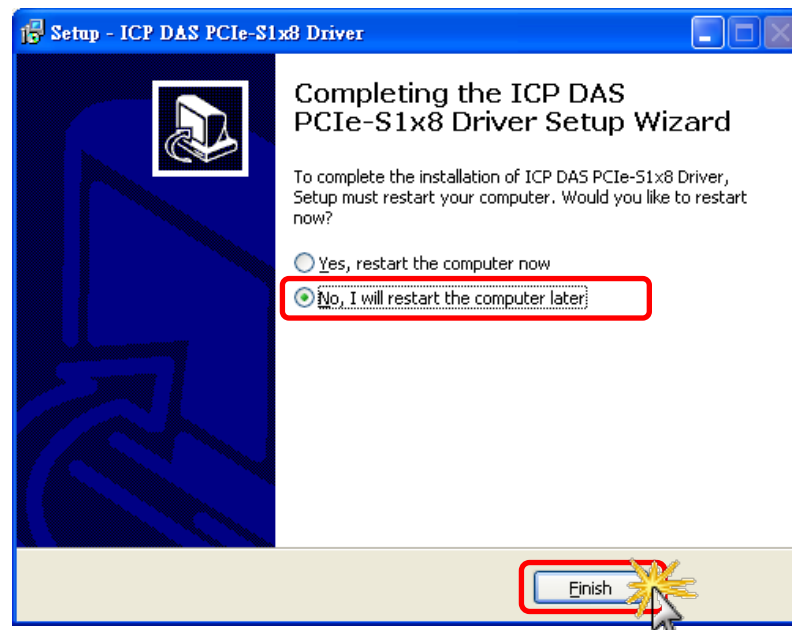 Setup - ICP DAS PCIe-S1x8 Driver
Completing the ICP DAS
PCIe-S1x8 Driver Setup Wizard
To complete the installation of ICP DAS PCIe-S1x8 Driver,
Setup must restart your computer. Would you like to restart
now?
Yes, restart the computer now
No, I will restart the computer later
Finish